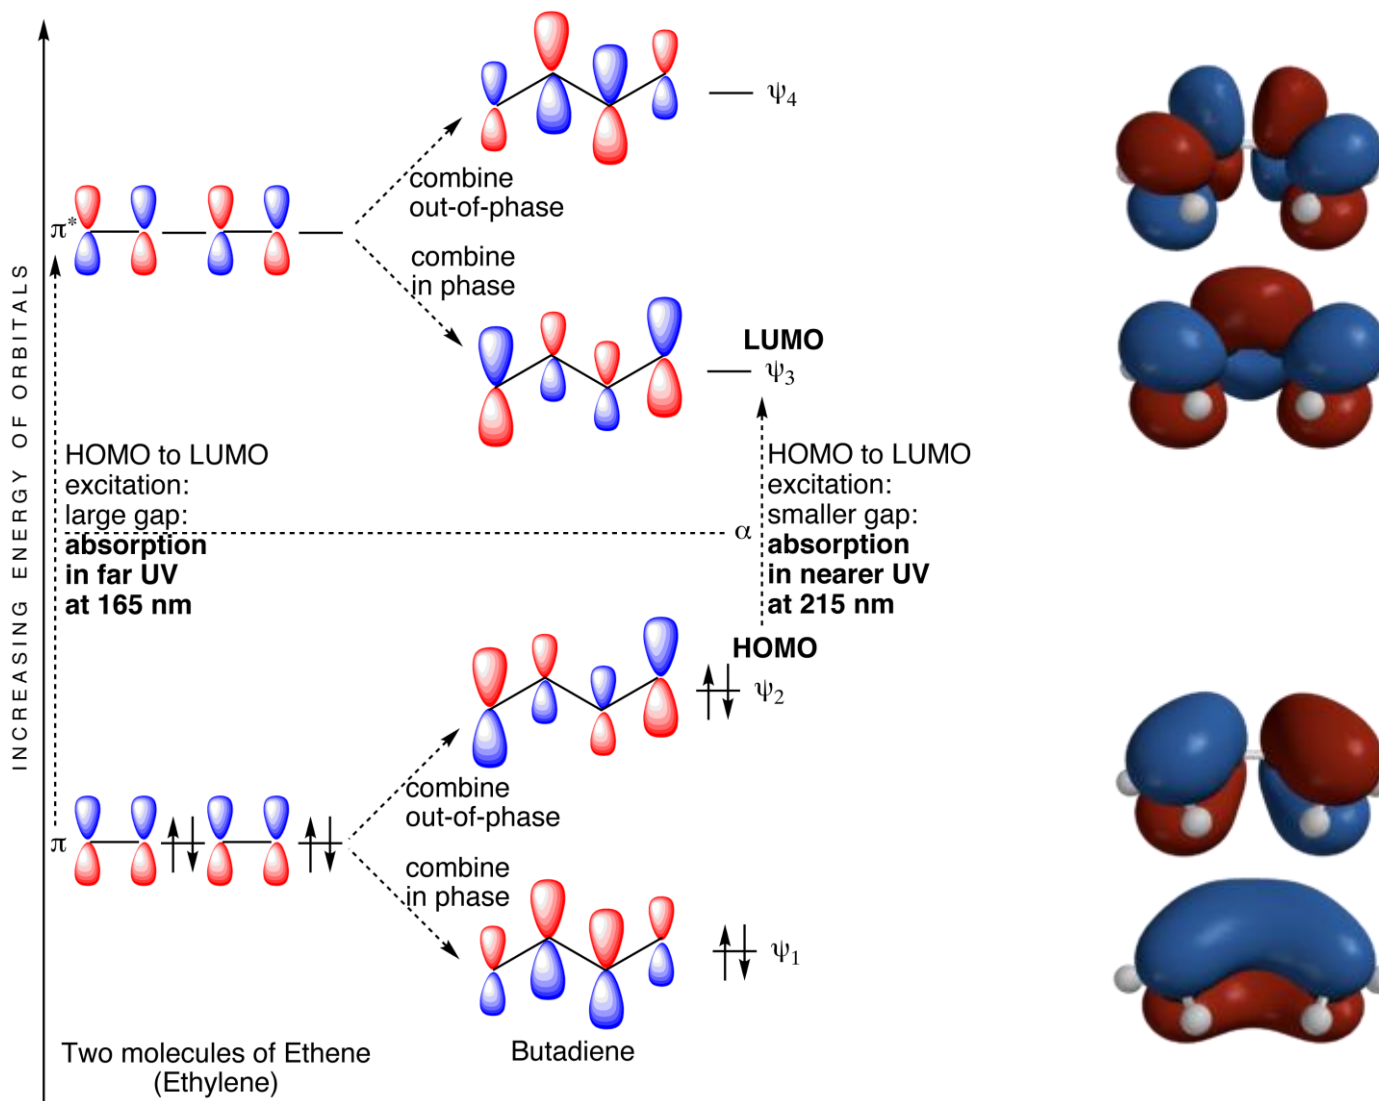 INCREASING ENERGY OF ORBITALS
ψ4
combine
out-of-phase
π*
combine
in phase
LUMO
ψ3
HOMO to LUMO
excitation:
large gap:
absorption
in far UV
at 165 nm
α
HOMO to LUMO
excitation:
smaller gap:
absorption
in nearer UV
at 215 nm
HOMO
ψ2
combine
out-of-phase
π
combine
in phase
ψ1
Two molecules of Ethene
(Ethylene)
Butadiene